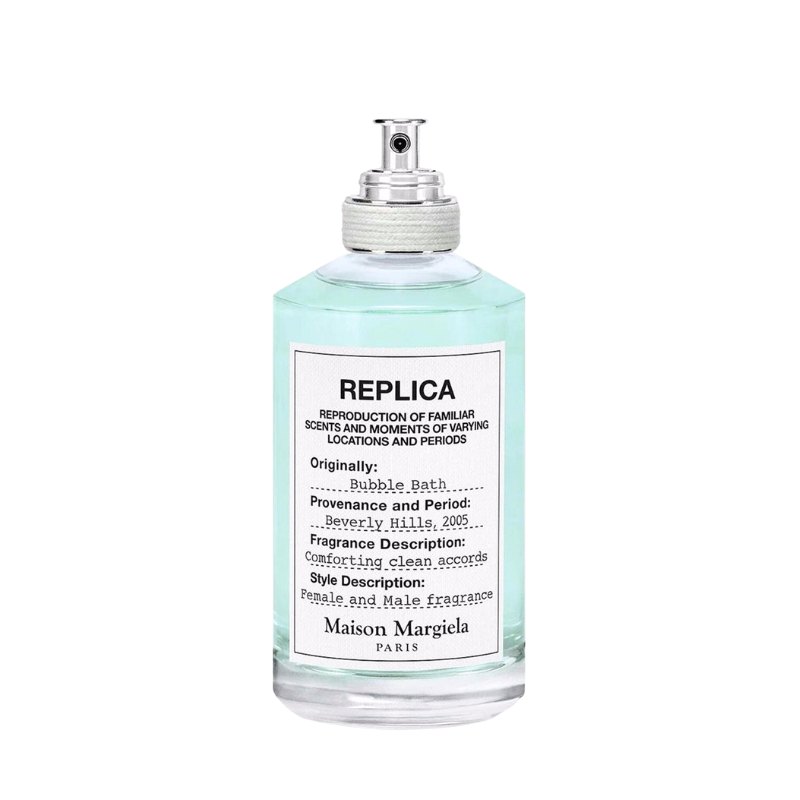 REPLICA
REPRODUCTION OF FAMILIAR
SCENTS AND MOMENTS OF VARYING
LOCATIONS AND PERIODS
Originally:
Bubble Bath
Provenance and Period:
Beverly Hills, 2005
Fragrance Description:
Comforting clean accords
Style Description:
Female and Male fragrance
Maison Margiela
PARIS